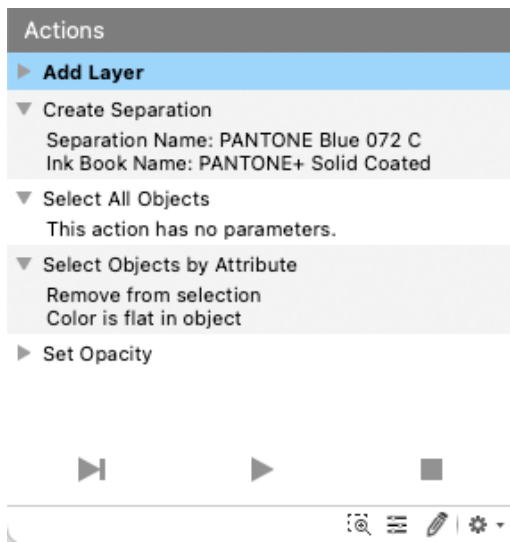 Actions
Add Layer
Create Separation
Separation Name: PANTONE Blue 072 C
Ink Book Name: PANTONE+ Solid Coated
Select All Objects
This action has no parameters.
Select Objects by Attribute
Remove from selection
Color is flat in object
Set Opacity